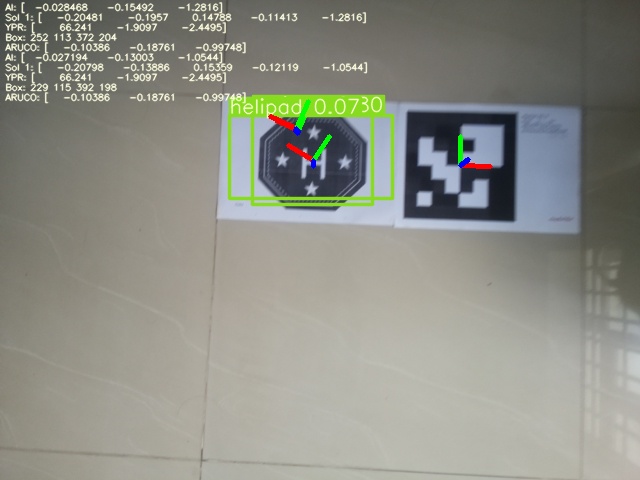 AI: [ -0.028468 -0.15492 -1.2816]
Sol 1: [ -0.20481 -0.1957 0.14788 -0.11413 -1.2816]
YPR: [ 66.241 -1.9097 -2.4495]
Box: 252 113 372 204
ARUCO: [ -0.10386 -0.18761 -0.99748]
AI: [ -0.027194 -0.13003 -1.0544]
Sol 1: [ -0.20798 -0.13886 0.15359 -0.12119 -1.0544]
YPR: [ 66.241 -1.9097 -2.4495]
Box: 229 115 392 198
ARUCO: [ -0.10386 -0.18761 -0.99748]
helipad 0.0730
H